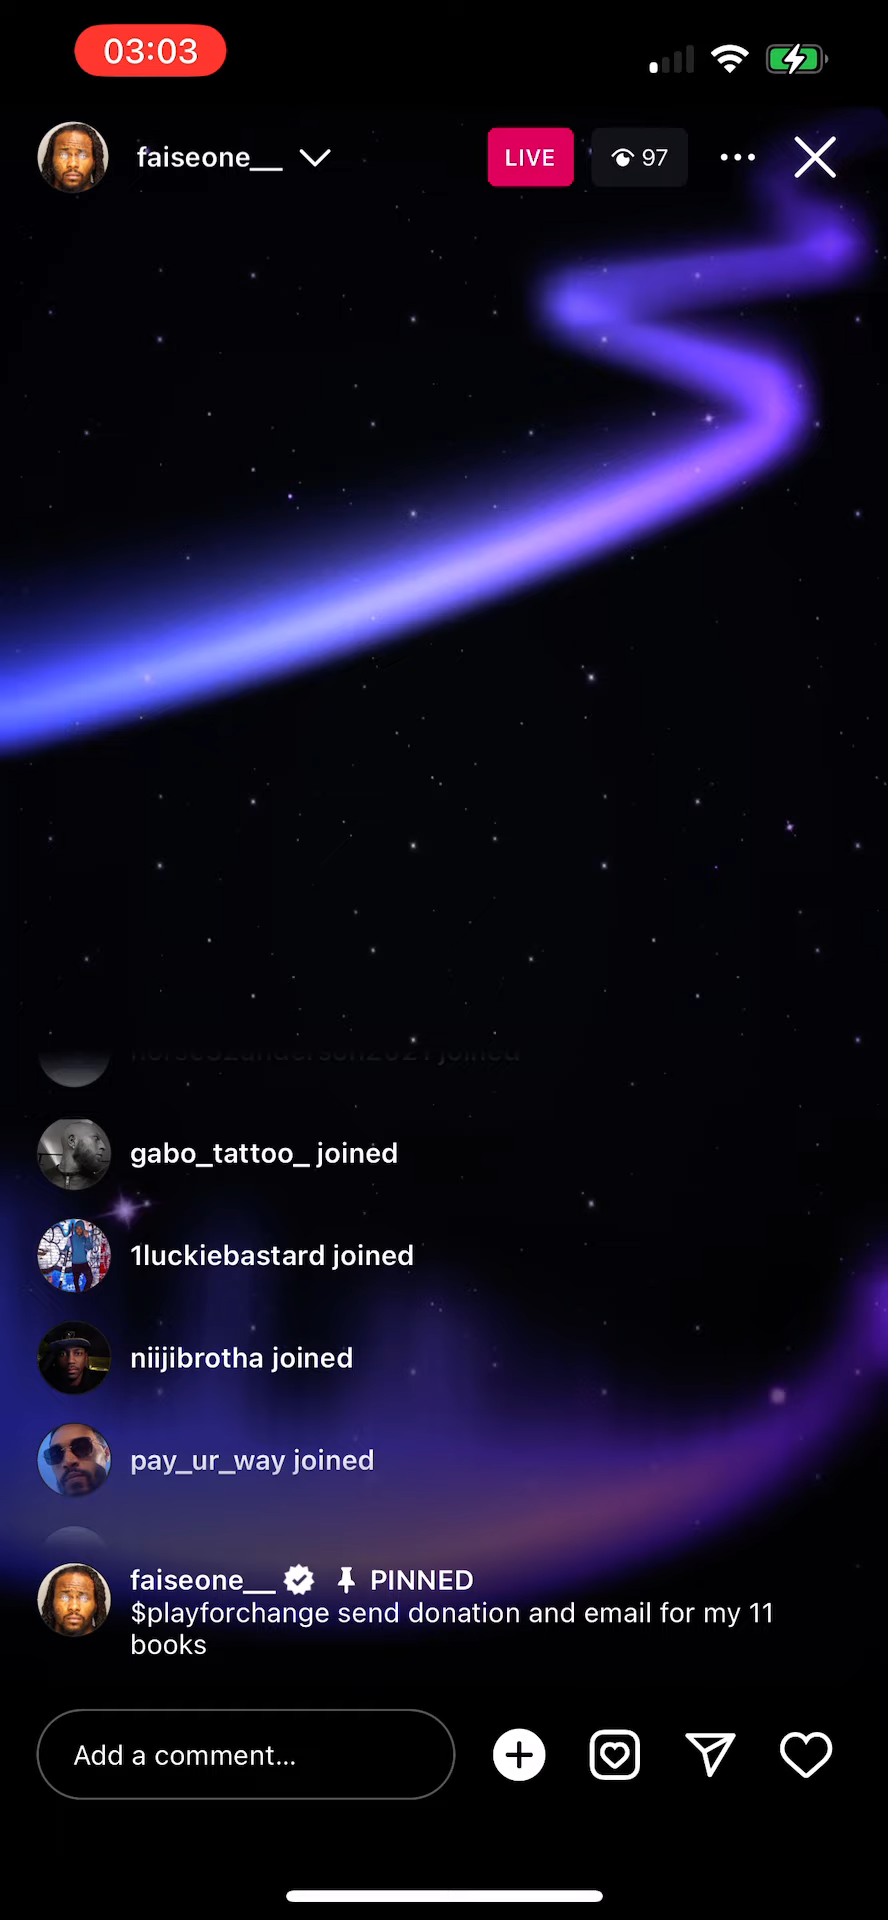 03:03
faiseone__
LIVE
97
gabo_tattoo_ joined
1luckiebastard joined
niijibrotha joined
pay_ur_way joined
faiseone__ PINNED
$playforchange send donation and email for my 11
books
Add a comment...